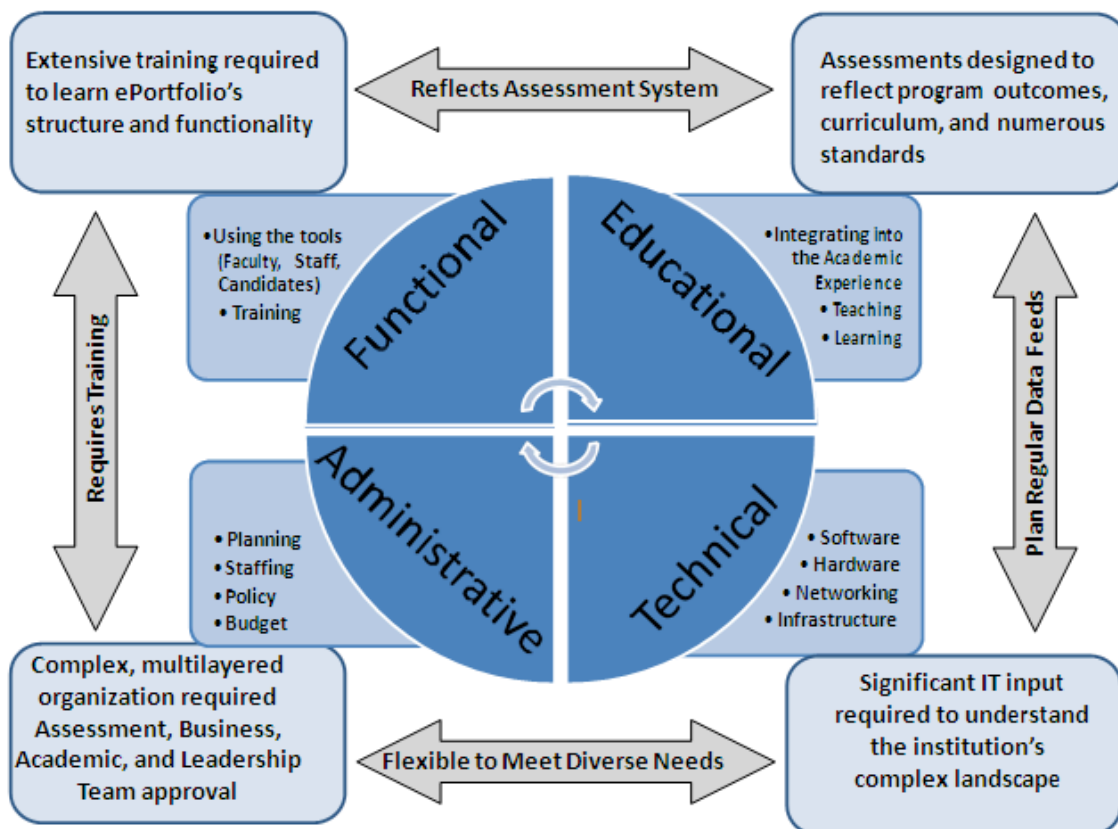 Extensive training required
to learn ePortfolio's
structure and functionality
Reflects Assessment System
Assessments designed to
reflect program outcomes,
curriculum, and numerous
standards
•Using the tools
(Faculty, Staff,
Candidates)
• Training
Functional
Educational
•Integrating into
the Academic
Experience
• Teaching
• Learning
Requires Training
Plan Regular Data Feeds
• Planning
• Staffing
• Policy
• Budget
Administrative
Technical
• Software
• Hardware
• Networking
• Infrastructure
Complex, multilayered
organization required
Assessment, Business,
Academic, and Leadership
Team approval
Flexible to Meet Diverse Needs
Significant IT input
required to understand
the institution's
complex landscape